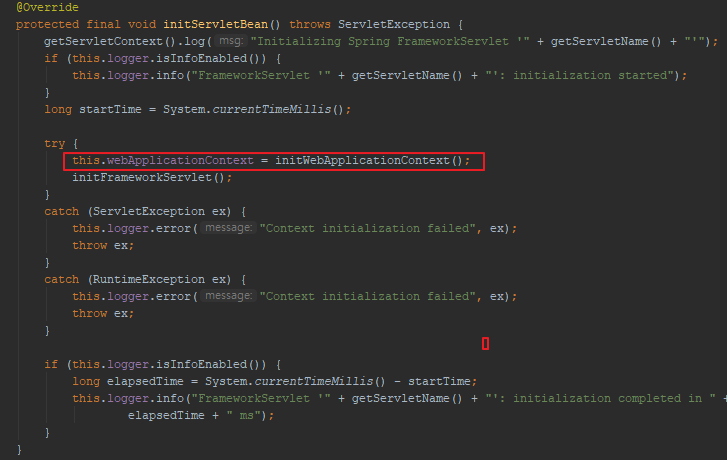 @Override
protected final void initServletBean() throws ServletException {
getServletContext().log( msg: "Initializing Spring FrameworkServlet '" + getServletName() + "'");
if (this.logger.isInfoEnabled()) {
this.logger.info("FrameworkServlet '" + getServletName() + "': initialization started");
}
long startTime = System.currentTimeMillis();
try {
this.webApplicationContext = initWebApplicationContext();
initFrameworkServlet();
}
catch (ServletException ex) {
this.logger.error( message: "Context initialization failed", ex);
throw ex;
}
catch (RuntimeException ex) {
this.logger.error( message: "Context initialization failed", ex);
throw ex;
}
if (this.logger.isInfoEnabled()) {
long elapsedTime = System.currentTimeMillis() - startTime;
this.logger.info("FrameworkServlet '" + getServletName() + "': initialization completed in " +
elapsedTime + " ms");
}
}